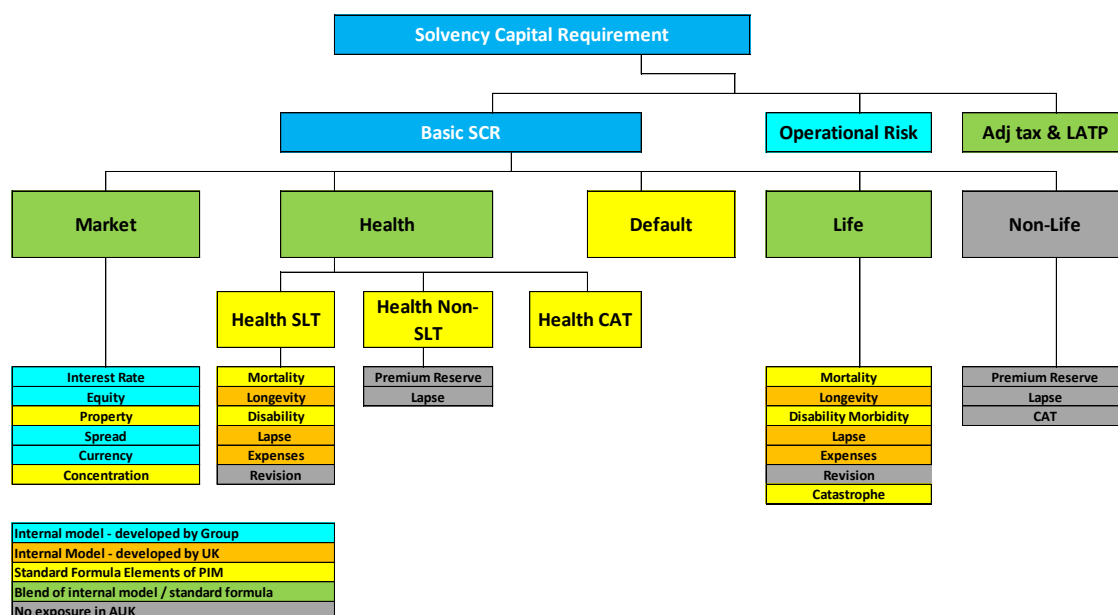 Solvency Capital Requirement
Basic SCR
Operational Risk
Adj tax & LATP
Market
Health
Default
Life
Non-Life
Health SLT
Health Non-
SLT
Health CAT
Interest Rate
Equity
Property
Spread
Currency
Concentration
Mortality
Longevity
Disability
Lapse
Expenses
Revision
Premium Reserve
Lapse
Mortality
Longevity
Disability Morbidity
Lapse
Expenses
Revision
Catastrophe
Premium Reserve
Lapse
CAT
Internal model - developed by Group
Internal Model - developed by UK
Standard Formula Elements of PIM
Blend of internal model / standard formula
No exposure in AUK